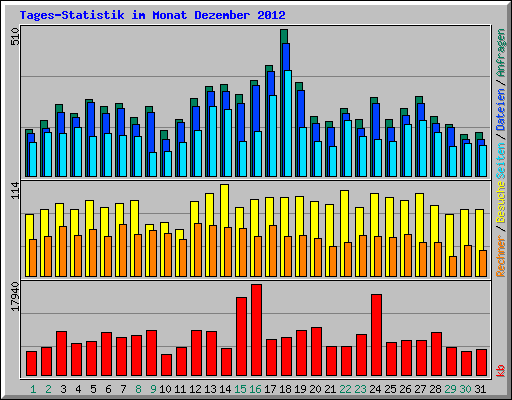 Tages-Statistik im Monat Dezember 2012
510
114
17940
Rechner / Besuche Seiten / Dateien / Anfragen
kb
1 2 3 4 5 6 7 8 9 10 11 12 13 14 15 16 17 18 19 20 21 22 23 24 25 26 27 28 29 30 31